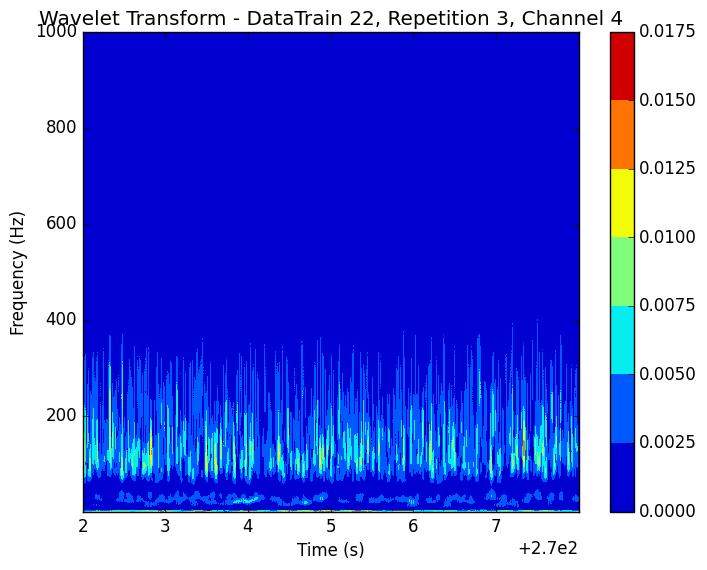 Wavelet Transform - DataTrain 22, Repetition 3, Channel 4
1000
800
600
400
200
Frequency (Hz)
2 3 4 5 6 7
Time (s)
+2.7e2
0.0175
0.0150
0.0125
0.0100
0.0075
0.0050
0.0025
0.0000